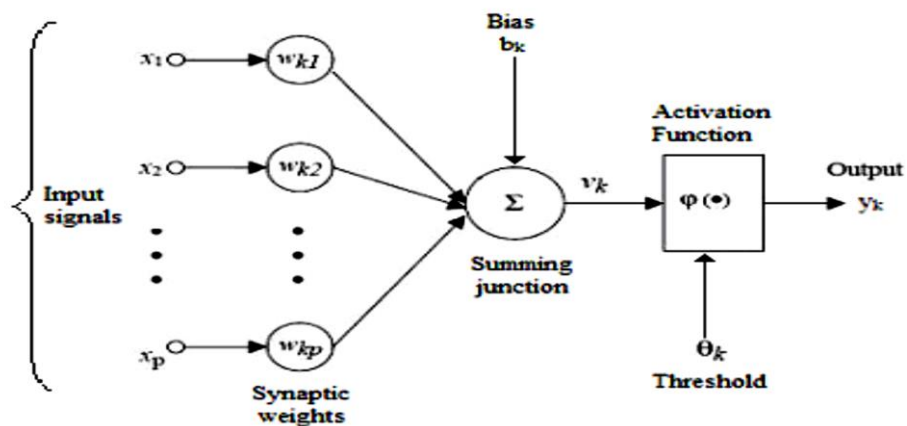 Bias
bₖ
x₁
wₖ₁
Activation
Function
x₂
wₖ₂
Input
signals
Σ
vₖ
φ (•)
Output
yₖ
Summing
junction
xₚ
wₖₚ
Synaptic
weights
θₖ
Threshold